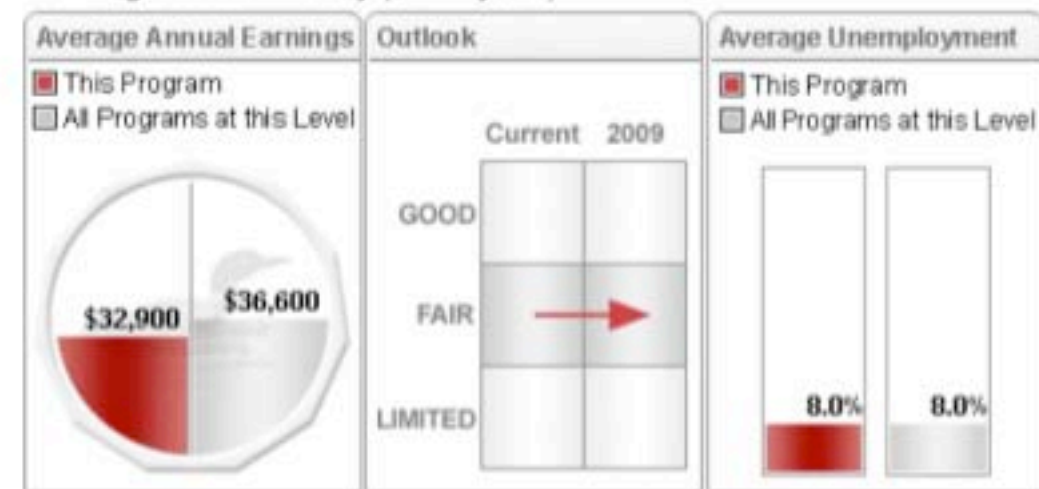 Average Annual Earnings
This Program
All Programs at this Level
$32,900
$36,600
Outlook
Current 2009
GOOD
FAIR
LIMITED
Average Unemployment
This Program
All Programs at this Level
8.0%
8.0%